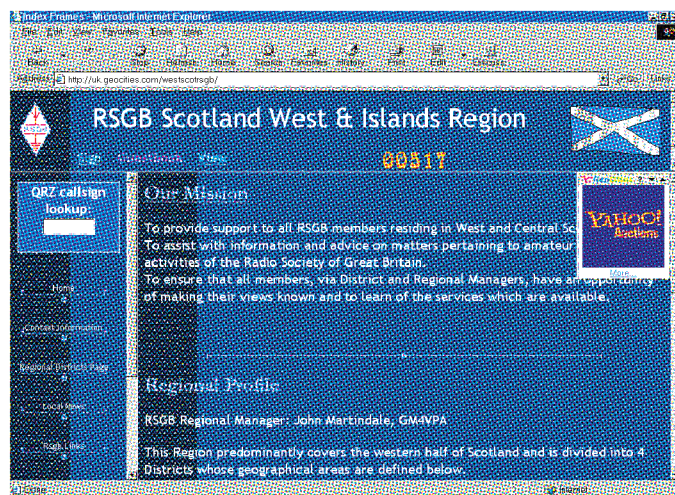 Index Frames - Microsoft Internet Explorer
File Edit View Favorites Tools Help
Back Stop Refresh Home Search Favorites History Print Edit Discuss
Address http://uk.geocities.com/westscotrsgb/ Links
RSGB
RSGB Scotland West & Islands Region
Sign Guestbook View
00517
QRZ callsign
lookup:
Home
Contact Information
Regional Districts Page
Local News
Rsgb Links
Our Mission
To provide support to all RSGB members residing in West and Central Sc
To assist with information and advice on matters pertaining to amateur
activities of the Radio Society of Great Britain.
To ensure that all members, via District and Regional Managers, have an opportunity
of making their views known and to learn of the services which are available.
Regional Profile
RSGB Regional Manager: John Martindale, GM4VPA
This Region predominantly covers the western half of Scotland and is divided into 4
Districts whose geographical areas are defined below.
YAHOO!
Auctions
More...
Done Internet